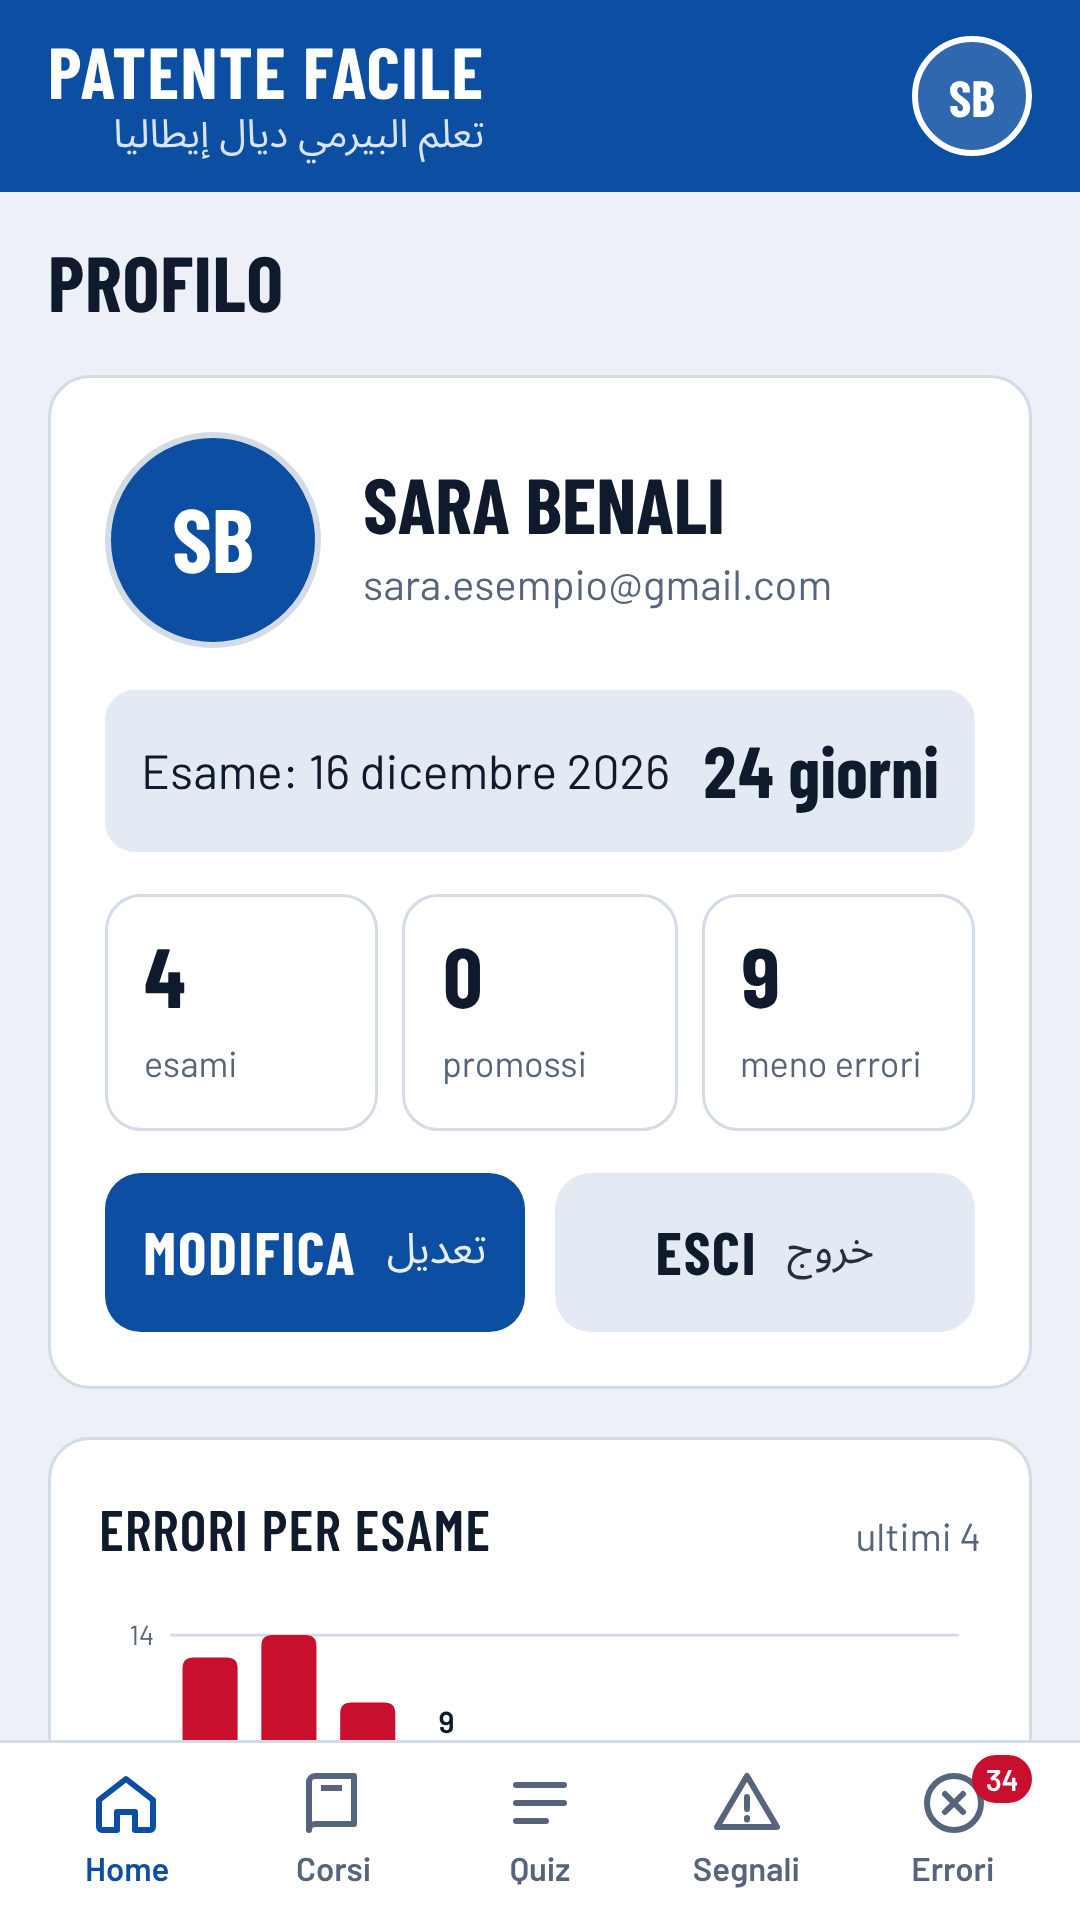 PATENTE FACILE
تعلم البيرمي ديال إيطاليا
SB
PROFILO
SB
SARA BENALI
sara.esempio@gmail.com
Esame: 16 dicembre 2026 24 giorni
4 0 9
esami promossi meno errori
MODIFICA تعديل ESCI خروج
ERRORI PER ESAME ultimi 4
14
9
34
Home Corsi Quiz Segnali Errori